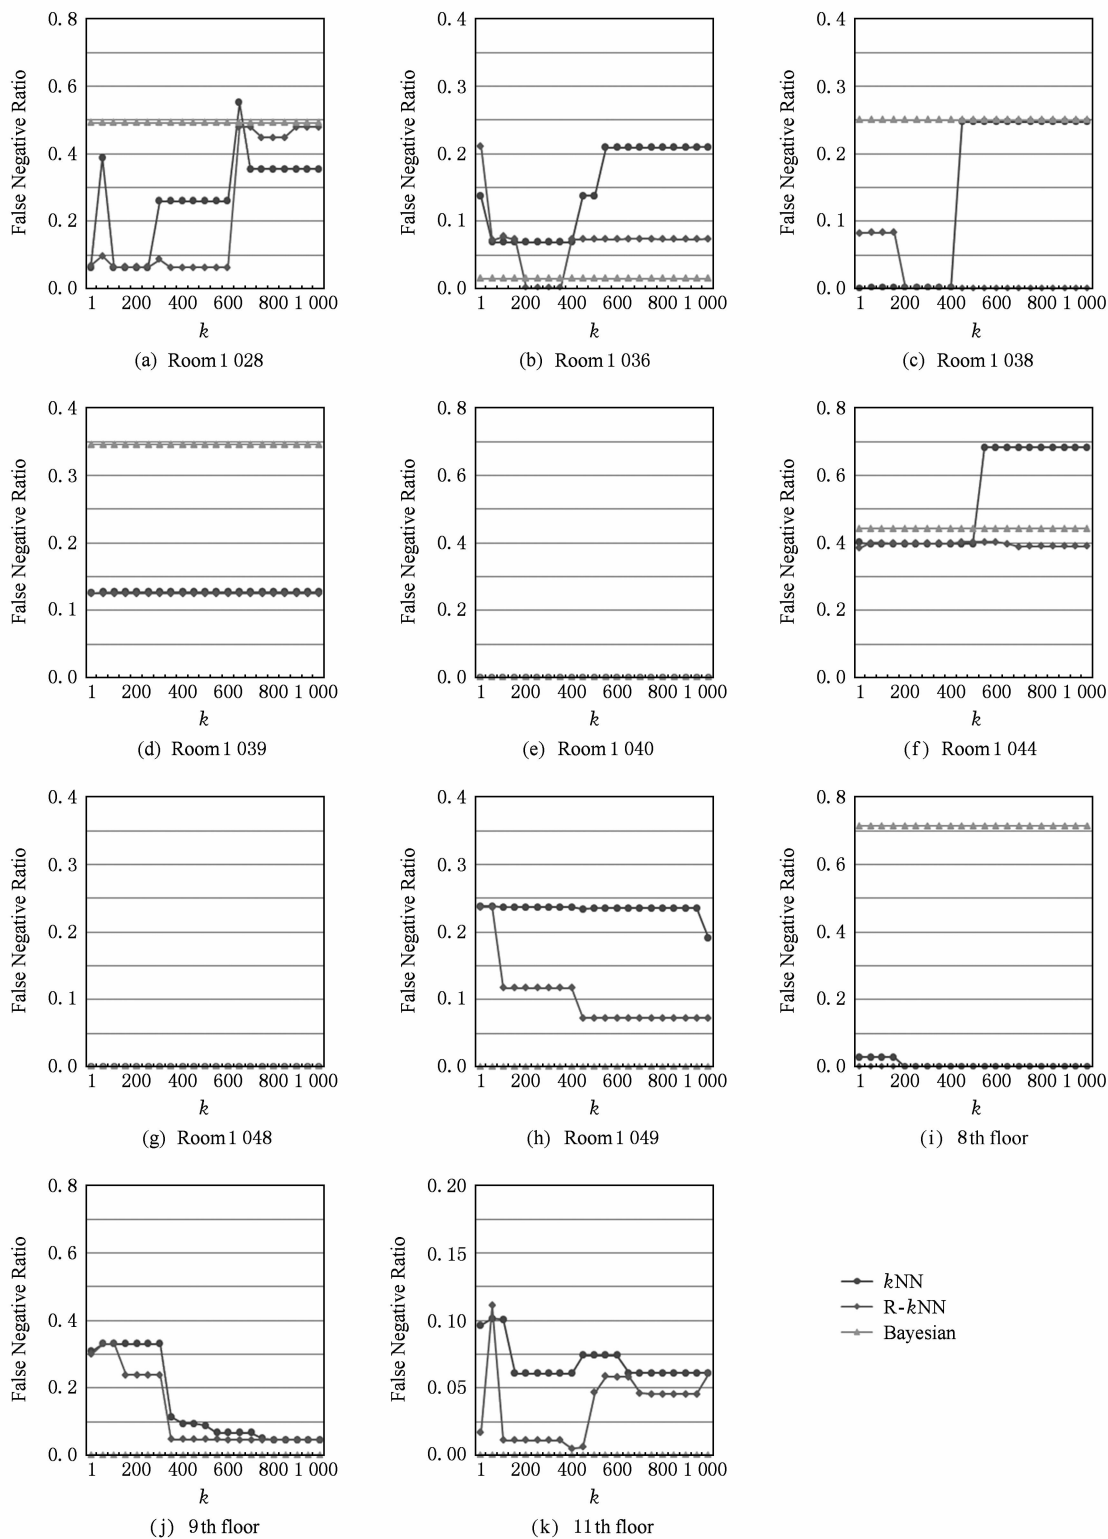 0. 8
0. 6
0. 4
0. 2
0. 0
False Negative Ratio
1 200 400 600 800 1 000
k
(a) Room 1 028
0. 4
0. 3
0. 2
0. 1
0. 0
False Negative Ratio
1 200 400 600 800 1 000
k
(b) Room 1 036
0. 4
0. 3
0. 2
0. 1
0. 0
False Negative Ratio
1 200 400 600 800 1 000
k
(c) Room 1 038
0. 4
0. 3
0. 2
0. 1
0. 0
False Negative Ratio
1 200 400 600 800 1 000
k
(d) Room 1 039
0. 4
0. 3
0. 2
0. 1
0. 0
False Negative Ratio
1 200 400 600 800 1 000
k
(e) Room 1 040
0. 8
0. 6
0. 4
0. 2
0. 0
False Negative Ratio
1 200 400 600 800 1 000
k
(f) Room 1 044
0. 4
0. 3
0. 2
0. 1
0. 0
False Negative Ratio
1 200 400 600 800 1 000
k
(g) Room 1 048
0. 4
0. 3
0. 2
0. 1
0. 0
False Negative Ratio
1 200 400 600 800 1 000
k
(h) Room 1 049
0. 8
0. 6
0. 4
0. 2
0. 0
False Negative Ratio
1 200 400 600 800 1 000
k
(i) 8th floor
0. 8
0. 6
0. 4
0. 2
0. 0
False Negative Ratio
1 200 400 600 800 1 000
k
(j) 9th floor
0. 20
0. 15
0. 10
0. 05
0. 00
False Negative Ratio
1 200 400 600 800 1 000
k
(k) 11th floor
kNN
R-kNN
Bayesian